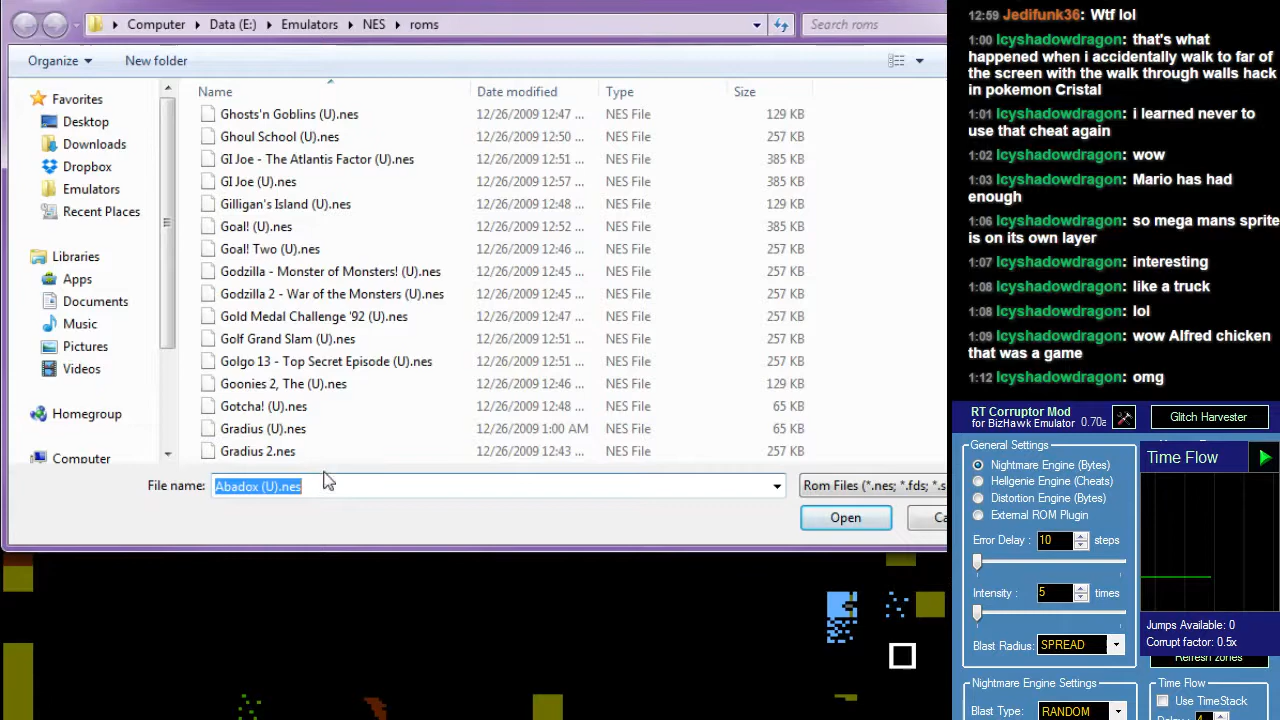 Computer ▸ Data (E:) ▸ Emulators ▸ NES ▸ roms
Search roms
Organize
New folder
Name Date modified Type Size
Favorites
Desktop
Downloads
Dropbox
Emulators
Recent Places
Libraries
Apps
Documents
Music
Pictures
Videos
Homegroup
Computer
Ghosts'n Goblins (U).nes 12/26/2009 12:47 ... NES File 129 KB
Ghoul School (U).nes 12/26/2009 12:50 ... NES File 257 KB
GI Joe - The Atlantis Factor (U).nes 12/26/2009 12:51 ... NES File 385 KB
GI Joe (U).nes 12/26/2009 12:57 ... NES File 385 KB
Gilligan's Island (U).nes 12/26/2009 12:48 ... NES File 129 KB
Goal! (U).nes 12/26/2009 12:52 ... NES File 385 KB
Goal! Two (U).nes 12/26/2009 12:46 ... NES File 257 KB
Godzilla - Monster of Monsters! (U).nes 12/26/2009 12:45 ... NES File 257 KB
Godzilla 2 - War of the Monsters (U).nes 12/26/2009 12:45 ... NES File 257 KB
Gold Medal Challenge '92 (U).nes 12/26/2009 12:51 ... NES File 257 KB
Golf Grand Slam (U).nes 12/26/2009 12:51 ... NES File 257 KB
Golgo 13 - Top Secret Episode (U).nes 12/26/2009 12:51 ... NES File 257 KB
Goonies 2, The (U).nes 12/26/2009 12:46 ... NES File 129 KB
Gotcha! (U).nes 12/26/2009 12:48 ... NES File 65 KB
Gradius (U).nes 12/26/2009 1:00 AM NES File 65 KB
Gradius 2.nes 12/26/2009 12:43 ... NES File 257 KB
File name: Abadox (U).nes
Rom Files (*.nes; *.fds; *.s
Open
Ca
12:59 Jedifunk36: Wtf lol
1:00 Icyshadowdragon: that's what
happened when i accidentally walk to far of
the screen with the walk through walls hack
in pokemon Cristal
1:01 Icyshadowdragon: i learned never to
use that cheat again
1:02 Icyshadowdragon: wow
1:03 Icyshadowdragon: Mario has had
enough
1:06 Icyshadowdragon: so mega mans sprite
is on its own layer
1:07 Icyshadowdragon: interesting
1:08 Icyshadowdragon: like a truck
1:08 Icyshadowdragon: lol
1:09 Icyshadowdragon: wow Alfred chicken
that was a game
1:12 Icyshadowdragon: omg
RT Corruptor Mod
for BizHawk Emulator 0.70a
Glitch Harvester
General Settings
Nightmare Engine (Bytes)
Hellgenie Engine (Cheats)
Distortion Engine (Bytes)
External ROM Plugin
Error Delay : 10 steps
Intensity : 5 times
Blast Radius: SPREAD
Time Flow
Jumps Available: 0
Corrupt factor: 0.5x
Refresh zones
Nightmare Engine Settings
Blast Type: RANDOM
Time Flow
Use TimeStack